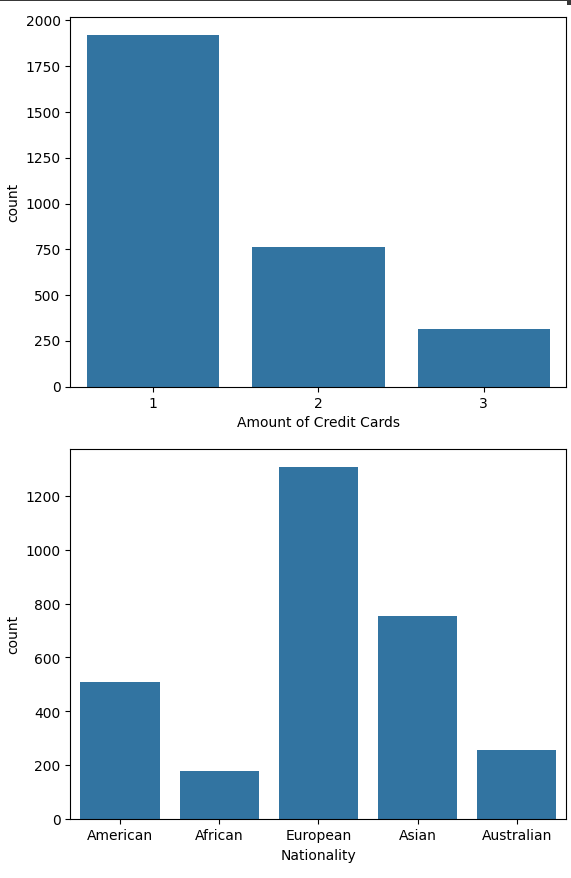 2000
1750
1500
1250
1000
750
500
250
0
count
1 2 3
Amount of Credit Cards
1200
1000
800
600
400
200
0
count
American African European Asian Australian
Nationality